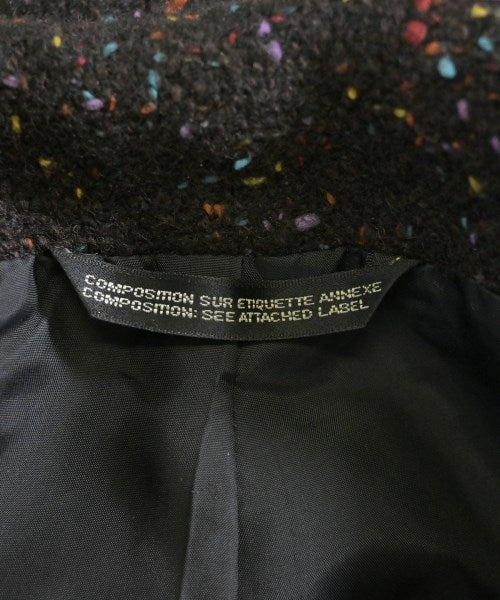 COMPOSITION SUR ETIQUETTE ANNEXE
COMPOSITION: SEE ATTACHED LABEL